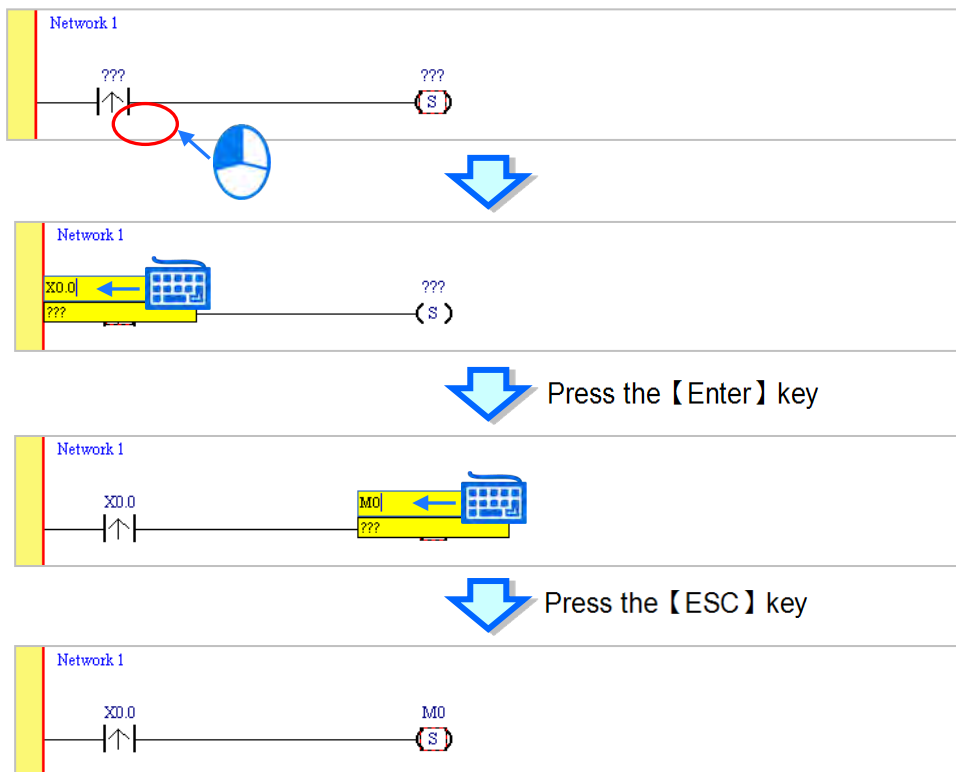 Network 1
??? ???
S
Network 1
X0.0 ???
??? S
Press the【Enter】key
Network 1
X0.0 M0
???
Press the【ESC】key
Network 1
X0.0 M0
S